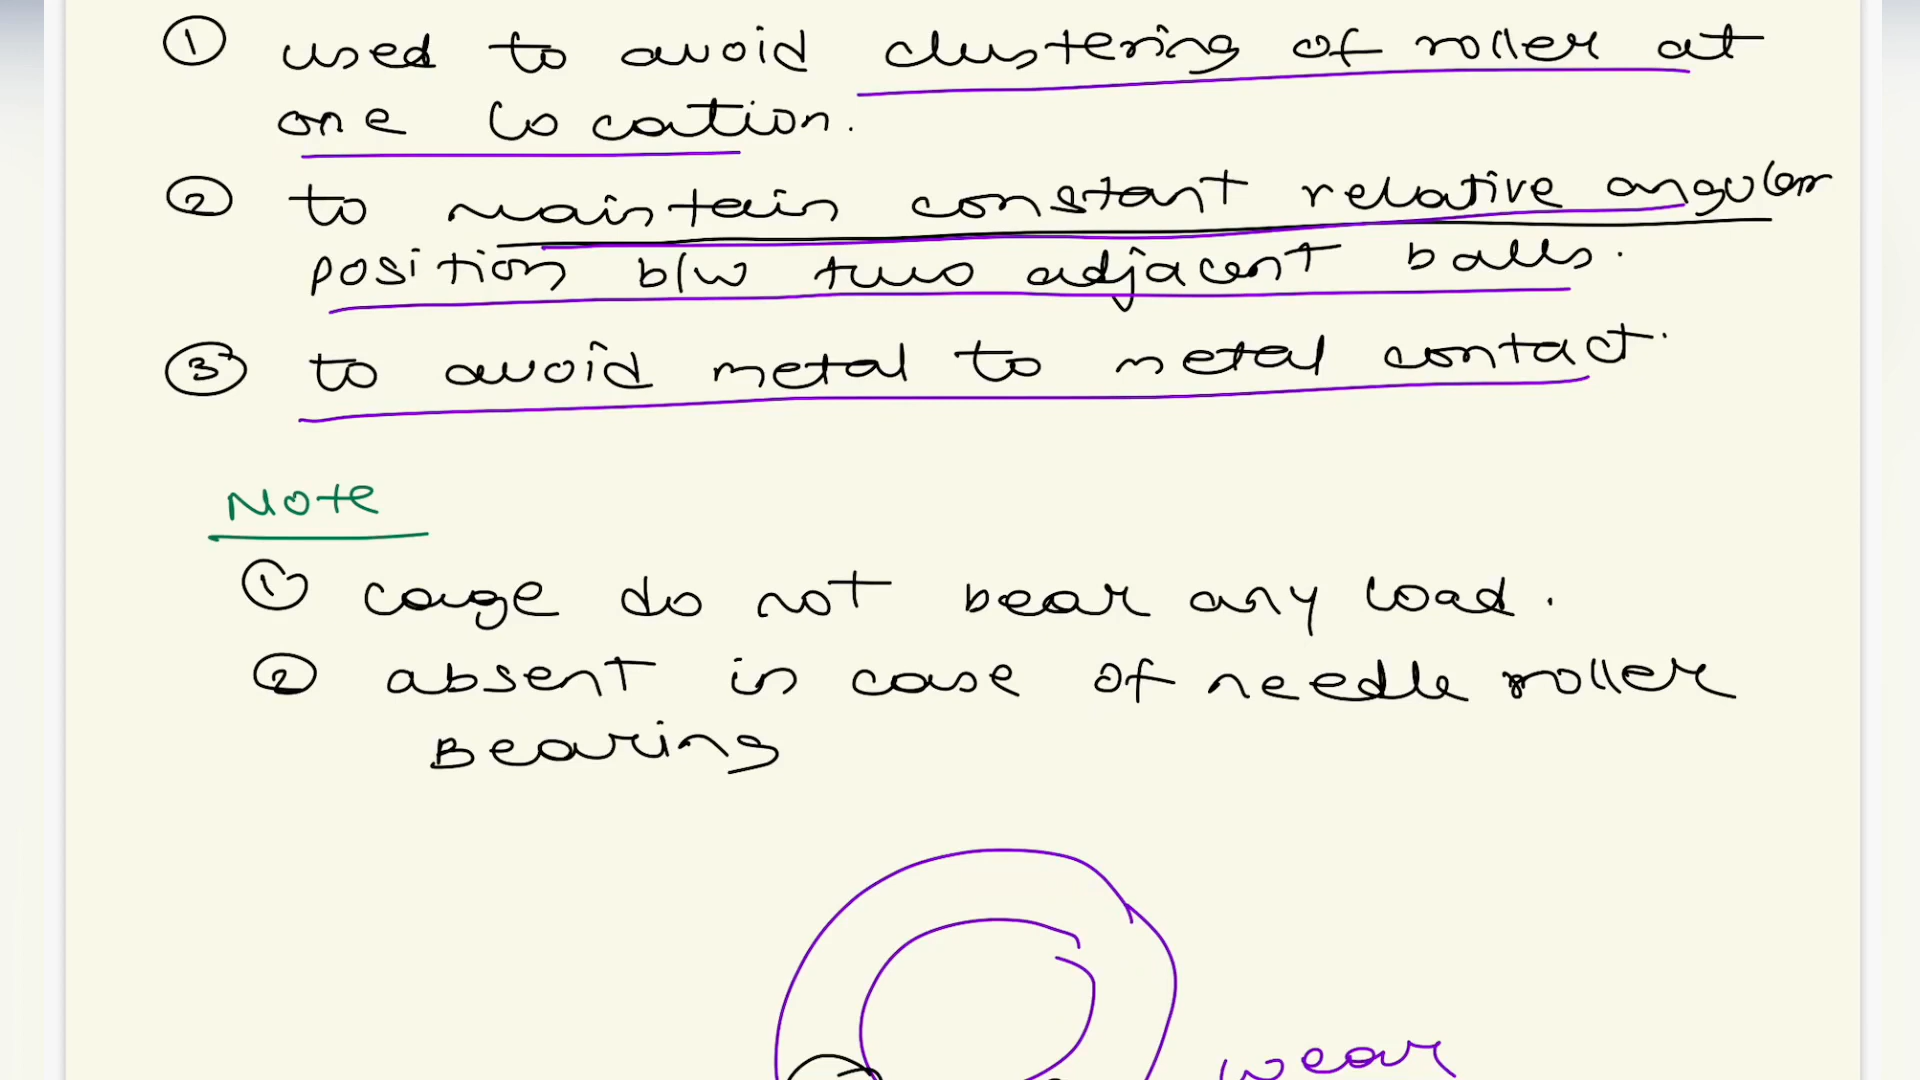 ① used to avoid clustering of roller at
one location.
② to maintain constant relative angular
position b/w two adjacent balls.
③ to avoid metal to metal contact.
Note
① cage do not bear any load.
② absent in case of needle roller
Bearing
wear